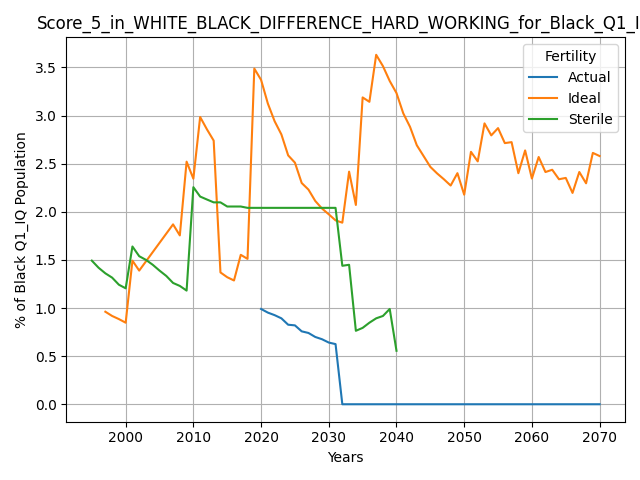 Score_5_in_WHITE_BLACK_DIFFERENCE_HARD_WORKING_for_Black_Q1_I
Fertility
Actual
Ideal
Sterile
3.5
3.0
2.5
2.0
1.5
1.0
0.5
0.0
% of Black Q1_IQ Population
2000 2010 2020 2030 2040 2050 2060 2070
Years